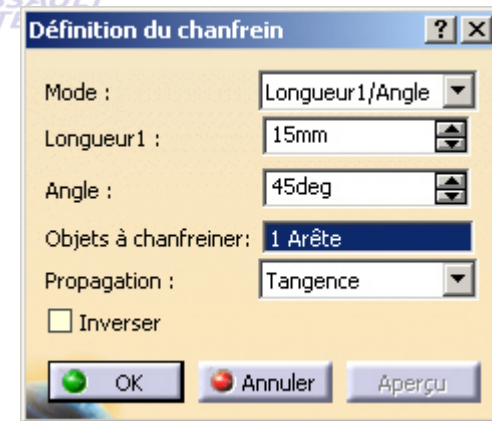 Définition du chanfrein
Mode : Longueur1/Angle
Longueur1 : 15mm
Angle : 45deg
Objets à chanfreiner: 1 Arête
Propagation : Tangence
Inverser
OK Annuler Aperçu